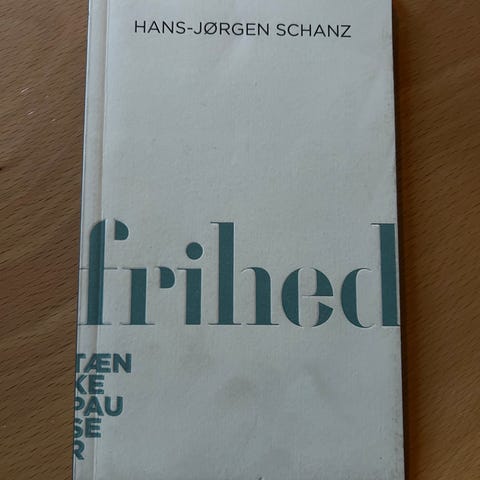 HANS-JØRGEN SCHANZ
frihed
TÆN
KE
PAU
SE
R